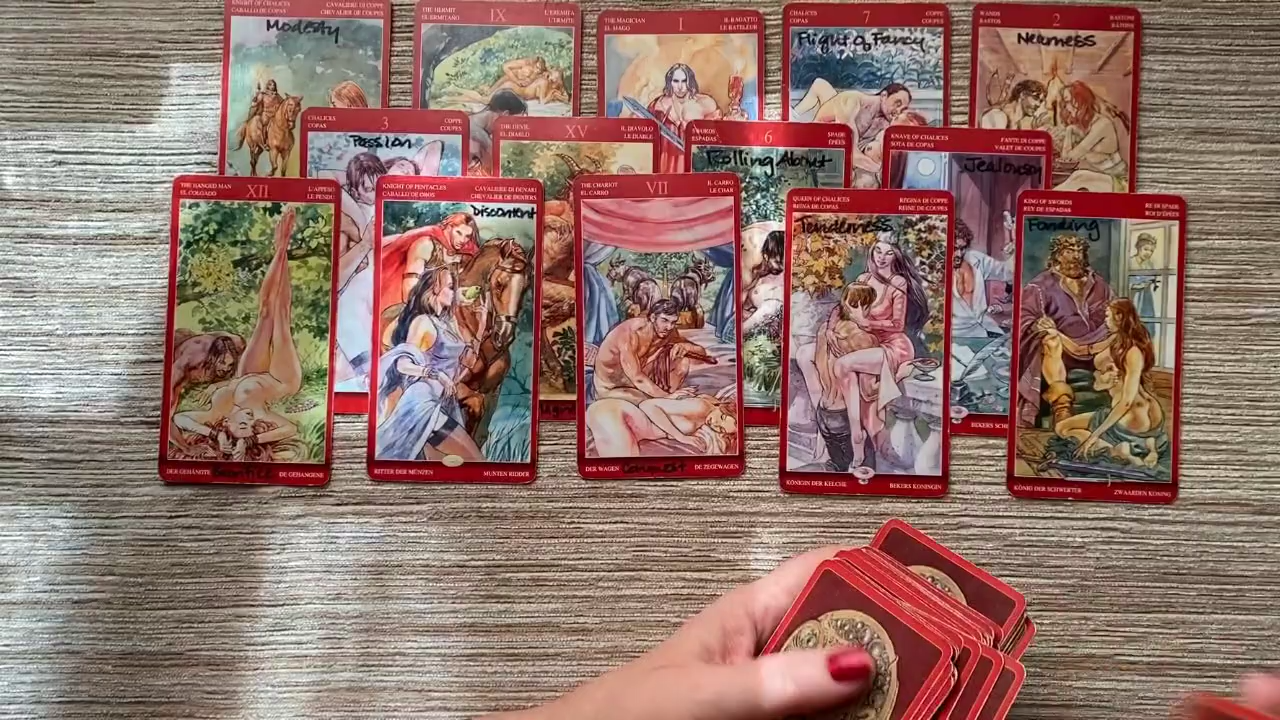 KNIGHT OF CHALICES
CABALLO DE COPAS
CAVALIERE DI COPPE
CHEVALIER DE COUPES
Modesty
THE HERMIT
EL ERMITAÑO
IX
L'EREMITA
L'ERMITE
THE MAGICIAN
EL MAGO
I
IL BAGATTO
LE BATELEUR
CHALICES
COPAS
7
COPPE
COUPES
Flight of Fancy
WANDS
BASTOS
2
BASTONI
BÂTONS
Nearness
CHALICES
COPAS
3
COPPE
COUPES
Passion
THE DEVIL
EL DIABLO
XV
IL DIAVOLO
LE DIABLE
SWORDS
ESPADAS
6
SPADE
ÉPÉES
Rolling About
KNAVE OF CHALICES
SOTA DE COPAS
FANTE DI COPPE
VALET DE COUPES
Jealousy
THE HANGED MAN
EL COLGADO
XII
L'APPESO
LE PENDU
DER GEHÄNGTE
Sacrifice
DE GEHANGENE
KNIGHT OF PENTACLES
CABALLO DE OROS
CAVALIERE DI DENARI
CHEVALIER DE DENIERS
Discontent
RITTER DER MÜNZEN
MUNTEN RIDDER
THE CHARIOT
EL CARRO
VII
IL CARRO
LE CHAR
DER WAGEN
Conquest
DE ZEGEWAGEN
QUEEN OF CHALICES
REINA DE COPAS
REGINA DI COPPE
REINE DE COUPES
Tenderness
KÖNIGIN DER KELCHE
BEKERS KONINGIN
KING OF SWORDS
REY DE ESPADAS
RE DI SPADE
ROI D'ÉPÉES
Fondling
KÖNIG DER SCHWERTER
ZWAARDEN KONING